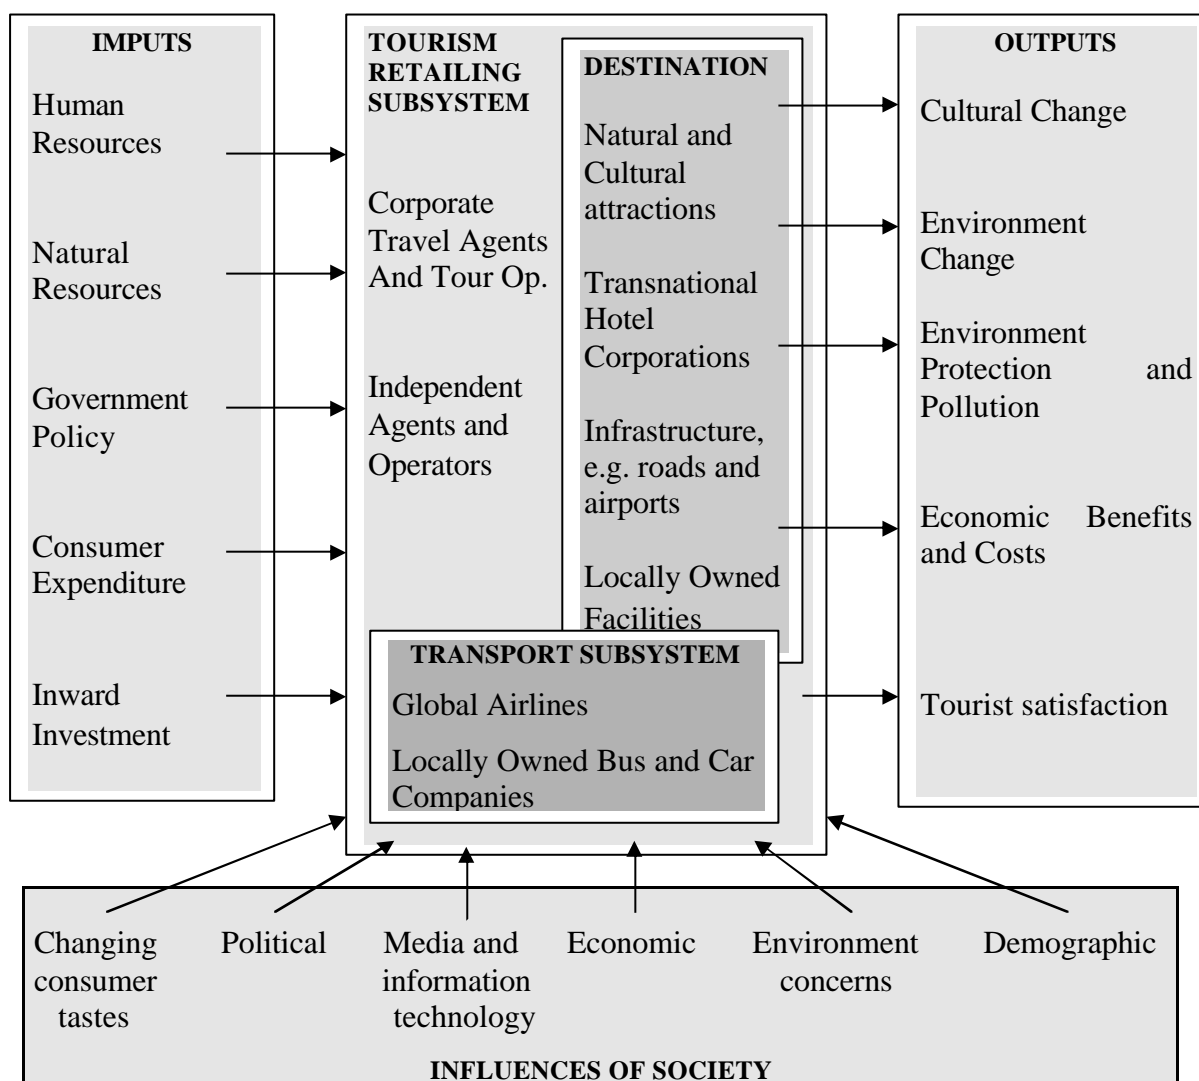 IMPUTS
Human
Resources
Natural
Resources
Government
Policy
Consumer
Expenditure
Inward
Investment
TOURISM
RETAILING
SUBSYSTEM
Corporate
Travel Agents
And Tour Op.
Independent
Agents and
Operators
DESTINATION
Natural and
Cultural
attractions
Transnational
Hotel
Corporations
Infrastructure,
e.g. roads and
airports
Locally Owned
Facilities
TRANSPORT SUBSYSTEM
Global Airlines
Locally Owned Bus and Car
Companies
OUTPUTS
Cultural Change
Environment
Change
Environment
Protection and
Pollution
Economic Benefits
and Costs
Tourist satisfaction
Changing
consumer
tastes
Political
Media and
information
technology
Economic
Environment
concerns
Demographic
INFLUENCES OF SOCIETY